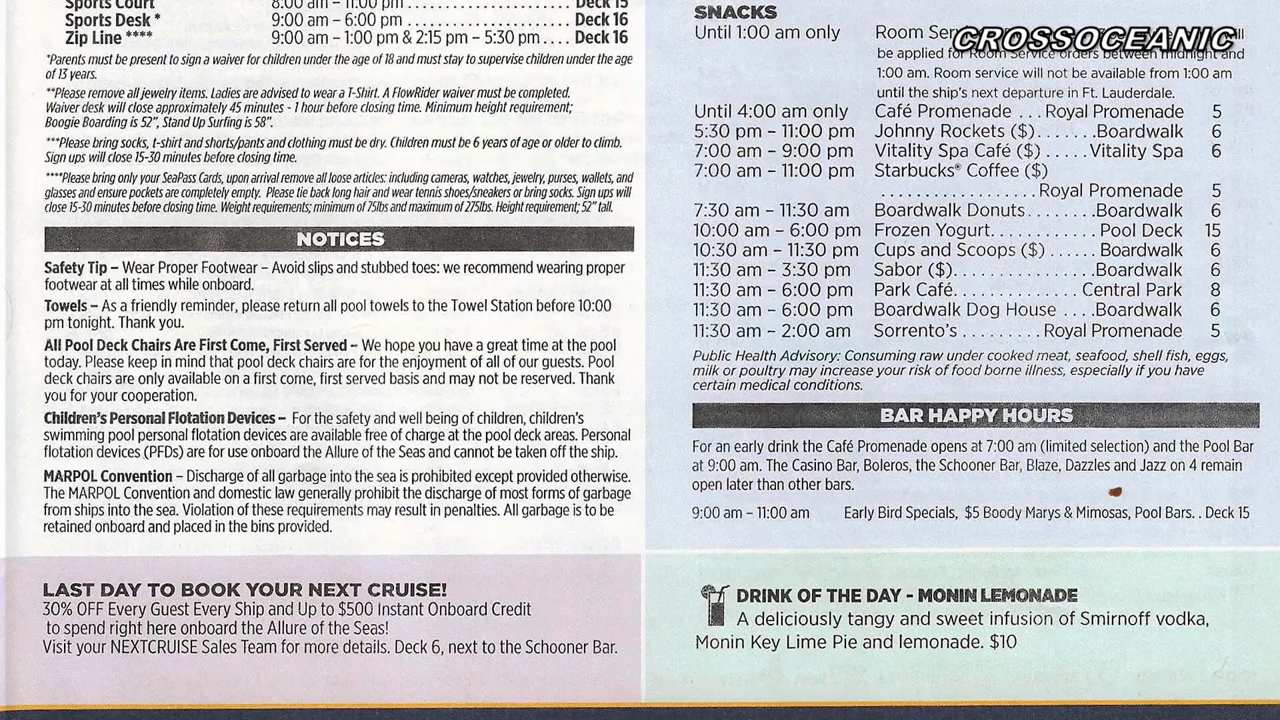 Sports Court 8:00 am – 11:00 pm ........................ Deck 15
Sports Desk * 9:00 am – 6:00 pm ........................ Deck 16
Zip Line **** 9:00 am – 1:00 pm & 2:15 pm – 5:30 pm .... Deck 16
*Parents must be present to sign a waiver for children under the age of 18 and must stay to supervise children under the age
of 13 years.
**Please remove all jewelry items. Ladies are advised to wear a T-Shirt. A FlowRider waiver must be completed.
Waiver desk will close approximately 45 minutes - 1 hour before closing time. Minimum height requirement;
Boogie Boarding is 52", Stand Up Surfing is 58".
***Please bring socks, t-shirt and shorts/pants and clothing must be dry. Children must be 6 years of age or older to climb.
Sign ups will close 15-30 minutes before closing time.
****Please bring only your SeaPass Cards, upon arrival remove all loose articles: including cameras, watches, jewelry, purses, wallets, and
glasses and ensure pockets are completely empty. Please tie back long hair and wear tennis shoes/sneakers or bring socks. Sign ups will
close 15-30 minutes before closing time. Weight requirements; minimum of 75lbs and maximum of 275lbs. Height requirement; 52" tall.
NOTICES
Safety Tip – Wear Proper Footwear – Avoid slips and stubbed toes: we recommend wearing proper
footwear at all times while onboard.
Towels – As a friendly reminder, please return all pool towels to the Towel Station before 10:00
pm tonight. Thank you.
All Pool Deck Chairs Are First Come, First Served – We hope you have a great time at the pool
today. Please keep in mind that pool deck chairs are for the enjoyment of all of our guests. Pool
deck chairs are only available on a first come, first served basis and may not be reserved. Thank
you for your cooperation.
Children's Personal Flotation Devices – For the safety and well being of children, children's
swimming pool personal flotation devices are available free of charge at the pool deck areas. Personal
flotation devices (PFDs) are for use onboard the Allure of the Seas and cannot be taken off the ship.
MARPOL Convention – Discharge of all garbage into the sea is prohibited except provided otherwise.
The MARPOL Convention and domestic law generally prohibit the discharge of most forms of garbage
from ships into the sea. Violation of these requirements may result in penalties. All garbage is to be
retained onboard and placed in the bins provided.
LAST DAY TO BOOK YOUR NEXT CRUISE!
30% OFF Every Guest Every Ship and Up to $500 Instant Onboard Credit
to spend right here onboard the Allure of the Seas!
Visit your NEXTCRUISE Sales Team for more details. Deck 6, next to the Schooner Bar.
CROSSOCEANIC
SNACKS
Until 1:00 am only Room
be applied for Room Service orders between midnight and
1:00 am. Room service will not be available from 1:00 am
until the ship's next departure in Ft. Lauderdale.
Until 4:00 am only Café Promenade ... Royal Promenade 5
5:30 pm – 11:00 pm Johnny Rockets ($) ....... Boardwalk 6
7:00 am – 9:00 pm Vitality Spa Café ($) ..... Vitality Spa 6
7:00 am – 11:00 pm Starbucks® Coffee ($)
.................. Royal Promenade 5
7:30 am – 11:30 am Boardwalk Donuts ........ Boardwalk 6
10:00 am – 6:00 pm Frozen Yogurt ............ Pool Deck 15
10:30 am – 11:30 pm Cups and Scoops ($) ...... Boardwalk 6
11:30 am – 3:30 pm Sabor ($) ................. Boardwalk 6
11:30 am – 6:00 pm Park Café .............. Central Park 8
11:30 am – 6:00 pm Boardwalk Dog House .... Boardwalk 6
11:30 am – 2:00 am Sorrento's ......... Royal Promenade 5
Public Health Advisory: Consuming raw under cooked meat, seafood, shell fish, eggs,
milk or poultry may increase your risk of food borne illness, especially if you have
certain medical conditions.
BAR HAPPY HOURS
For an early drink the Café Promenade opens at 7:00 am (limited selection) and the Pool Bar
at 9:00 am. The Casino Bar, Boleros, the Schooner Bar, Blaze, Dazzles and Jazz on 4 remain
open later than other bars.
9:00 am – 11:00 am Early Bird Specials, $5 Boody Marys & Mimosas, Pool Bars. . Deck 15
DRINK OF THE DAY - MONIN LEMONADE
A deliciously tangy and sweet infusion of Smirnoff vodka,
Monin Key Lime Pie and lemonade. $10